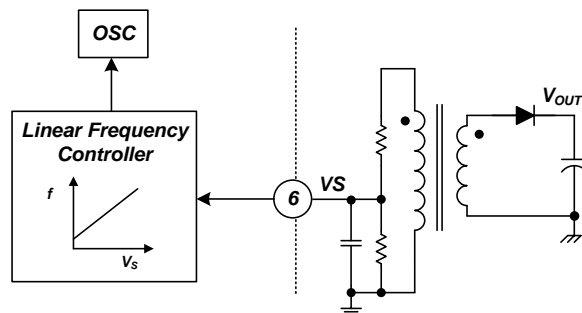 OSC
Linear Frequency
Controller
f
VS
6
VS
VOUT